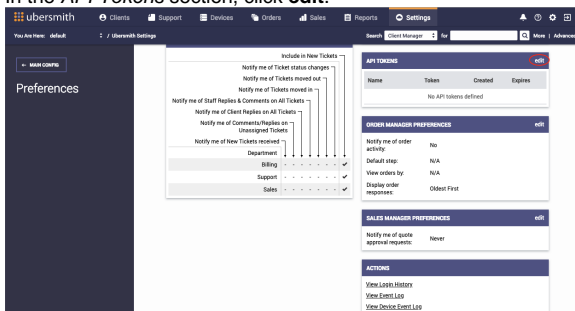 In the API Tokens section, click edit.
ubersmith Clients Support Devices Orders Sales Reports Settings
You Are Here: default / Ubersmith Settings Search Client Manager for More | Advanced
← MAIN CONFIG
Preferences
Include in New Tickets
Notify me of Ticket status changes
Notify me of Tickets moved out
Notify me of Tickets moved in
Notify me of Staff Replies & Comments on All Tickets
Notify me of Client Replies on All Tickets
Notify me of Comments/Replies on
Unassigned Tickets
Notify me of New Tickets received
Department
Billing - - - - - - - ✓
Support - - - - - - - ✓
Sales - - - - - - - ✓
API TOKENS edit
Name Token Created Expires
No API tokens defined
ORDER MANAGER PREFERENCES edit
Notify me of order
activity: No
Default step: N/A
View orders by: N/A
Display order
responses: Oldest First
SALES MANAGER PREFERENCES edit
Notify me of quote
approval requests: Never
ACTIONS
View Login History
View Event Log
View Device Event Log